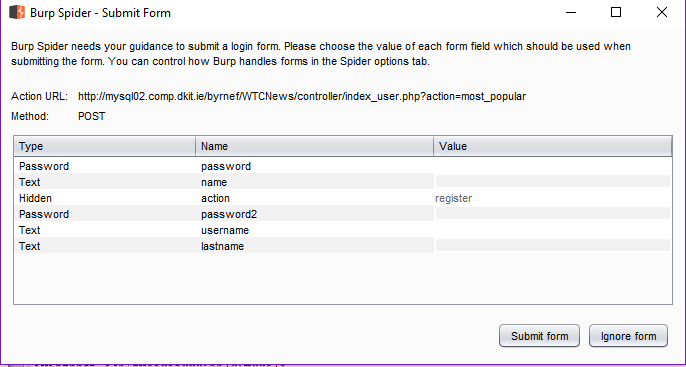 Burp Spider - Submit Form
Burp Spider needs your guidance to submit a login form. Please choose the value of each form field which should be used when
submitting the form. You can control how Burp handles forms in the Spider options tab.
Action URL: http://mysql02.comp.dkit.ie/byrnef/WTCNews/controller/index_user.php?action=most_popular
Method: POST
Type Name Value
Password password
Text name
Hidden action register
Password password2
Text username
Text lastname
Submit form Ignore form